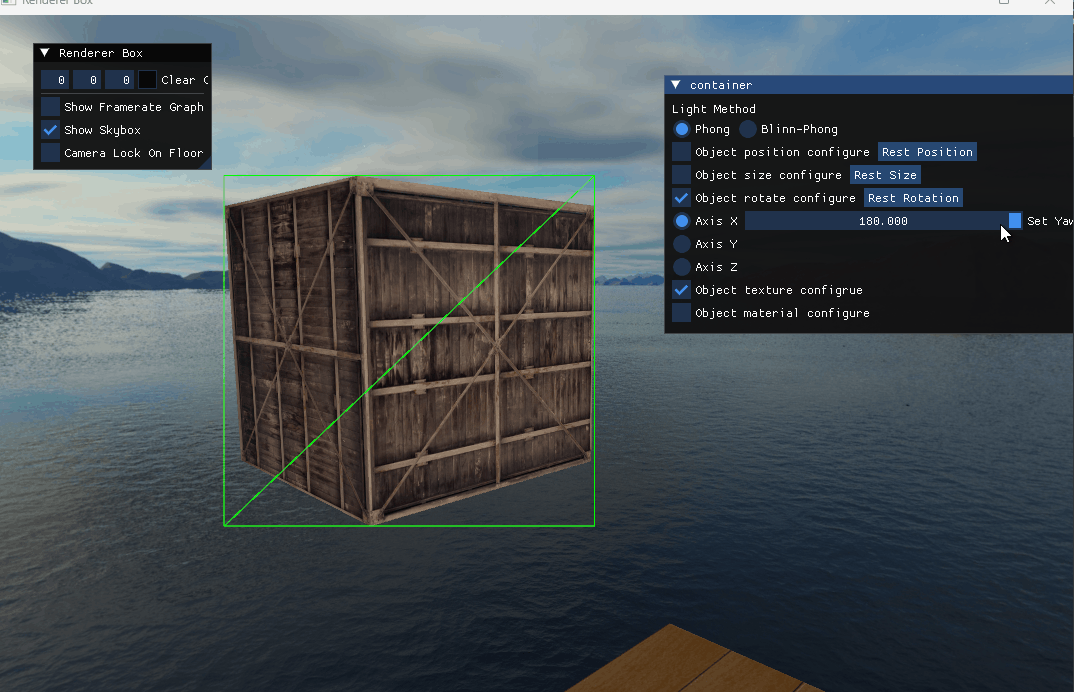 Renderer Box
Renderer Box
0 0 0 Clear C
Show Framerate Graph
Show Skybox
Camera Lock On Floor
container
Light Method
Phong Blinn-Phong
Object position configure Rest Position
Object size configure Rest Size
Object rotate configure Rest Rotation
Axis X 180.000 Set Yaw
Axis Y
Axis Z
Object texture configrue
Object material configure